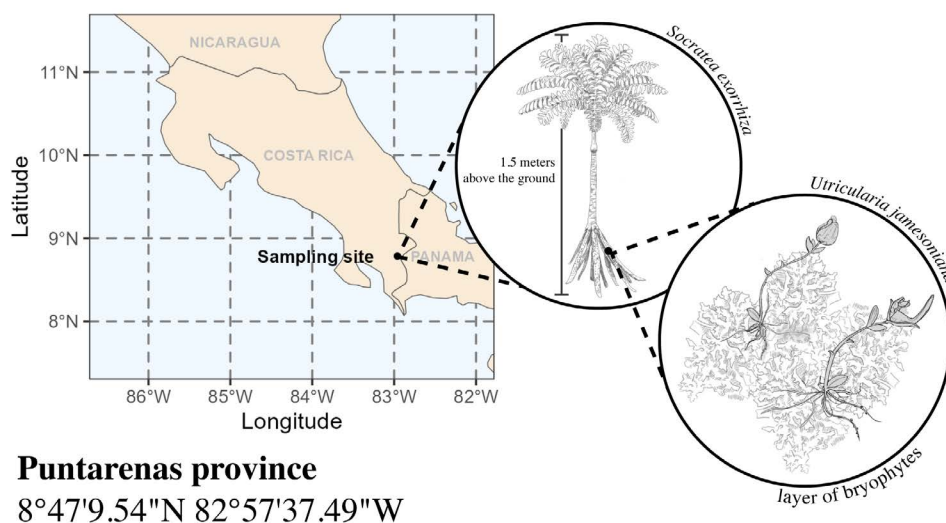 NICARAGUA
COSTA RICA
PANAMA
Sampling site
11°N
10°N
9°N
8°N
Latitude
86°W
85°W
84°W
83°W
82°W
Longitude
Socratea exorrhiza
1.5 meters
above the ground
Utricularia jamesoniana
layer of bryophytes
Puntarenas province
8°47'9.54"N 82°57'37.49"W